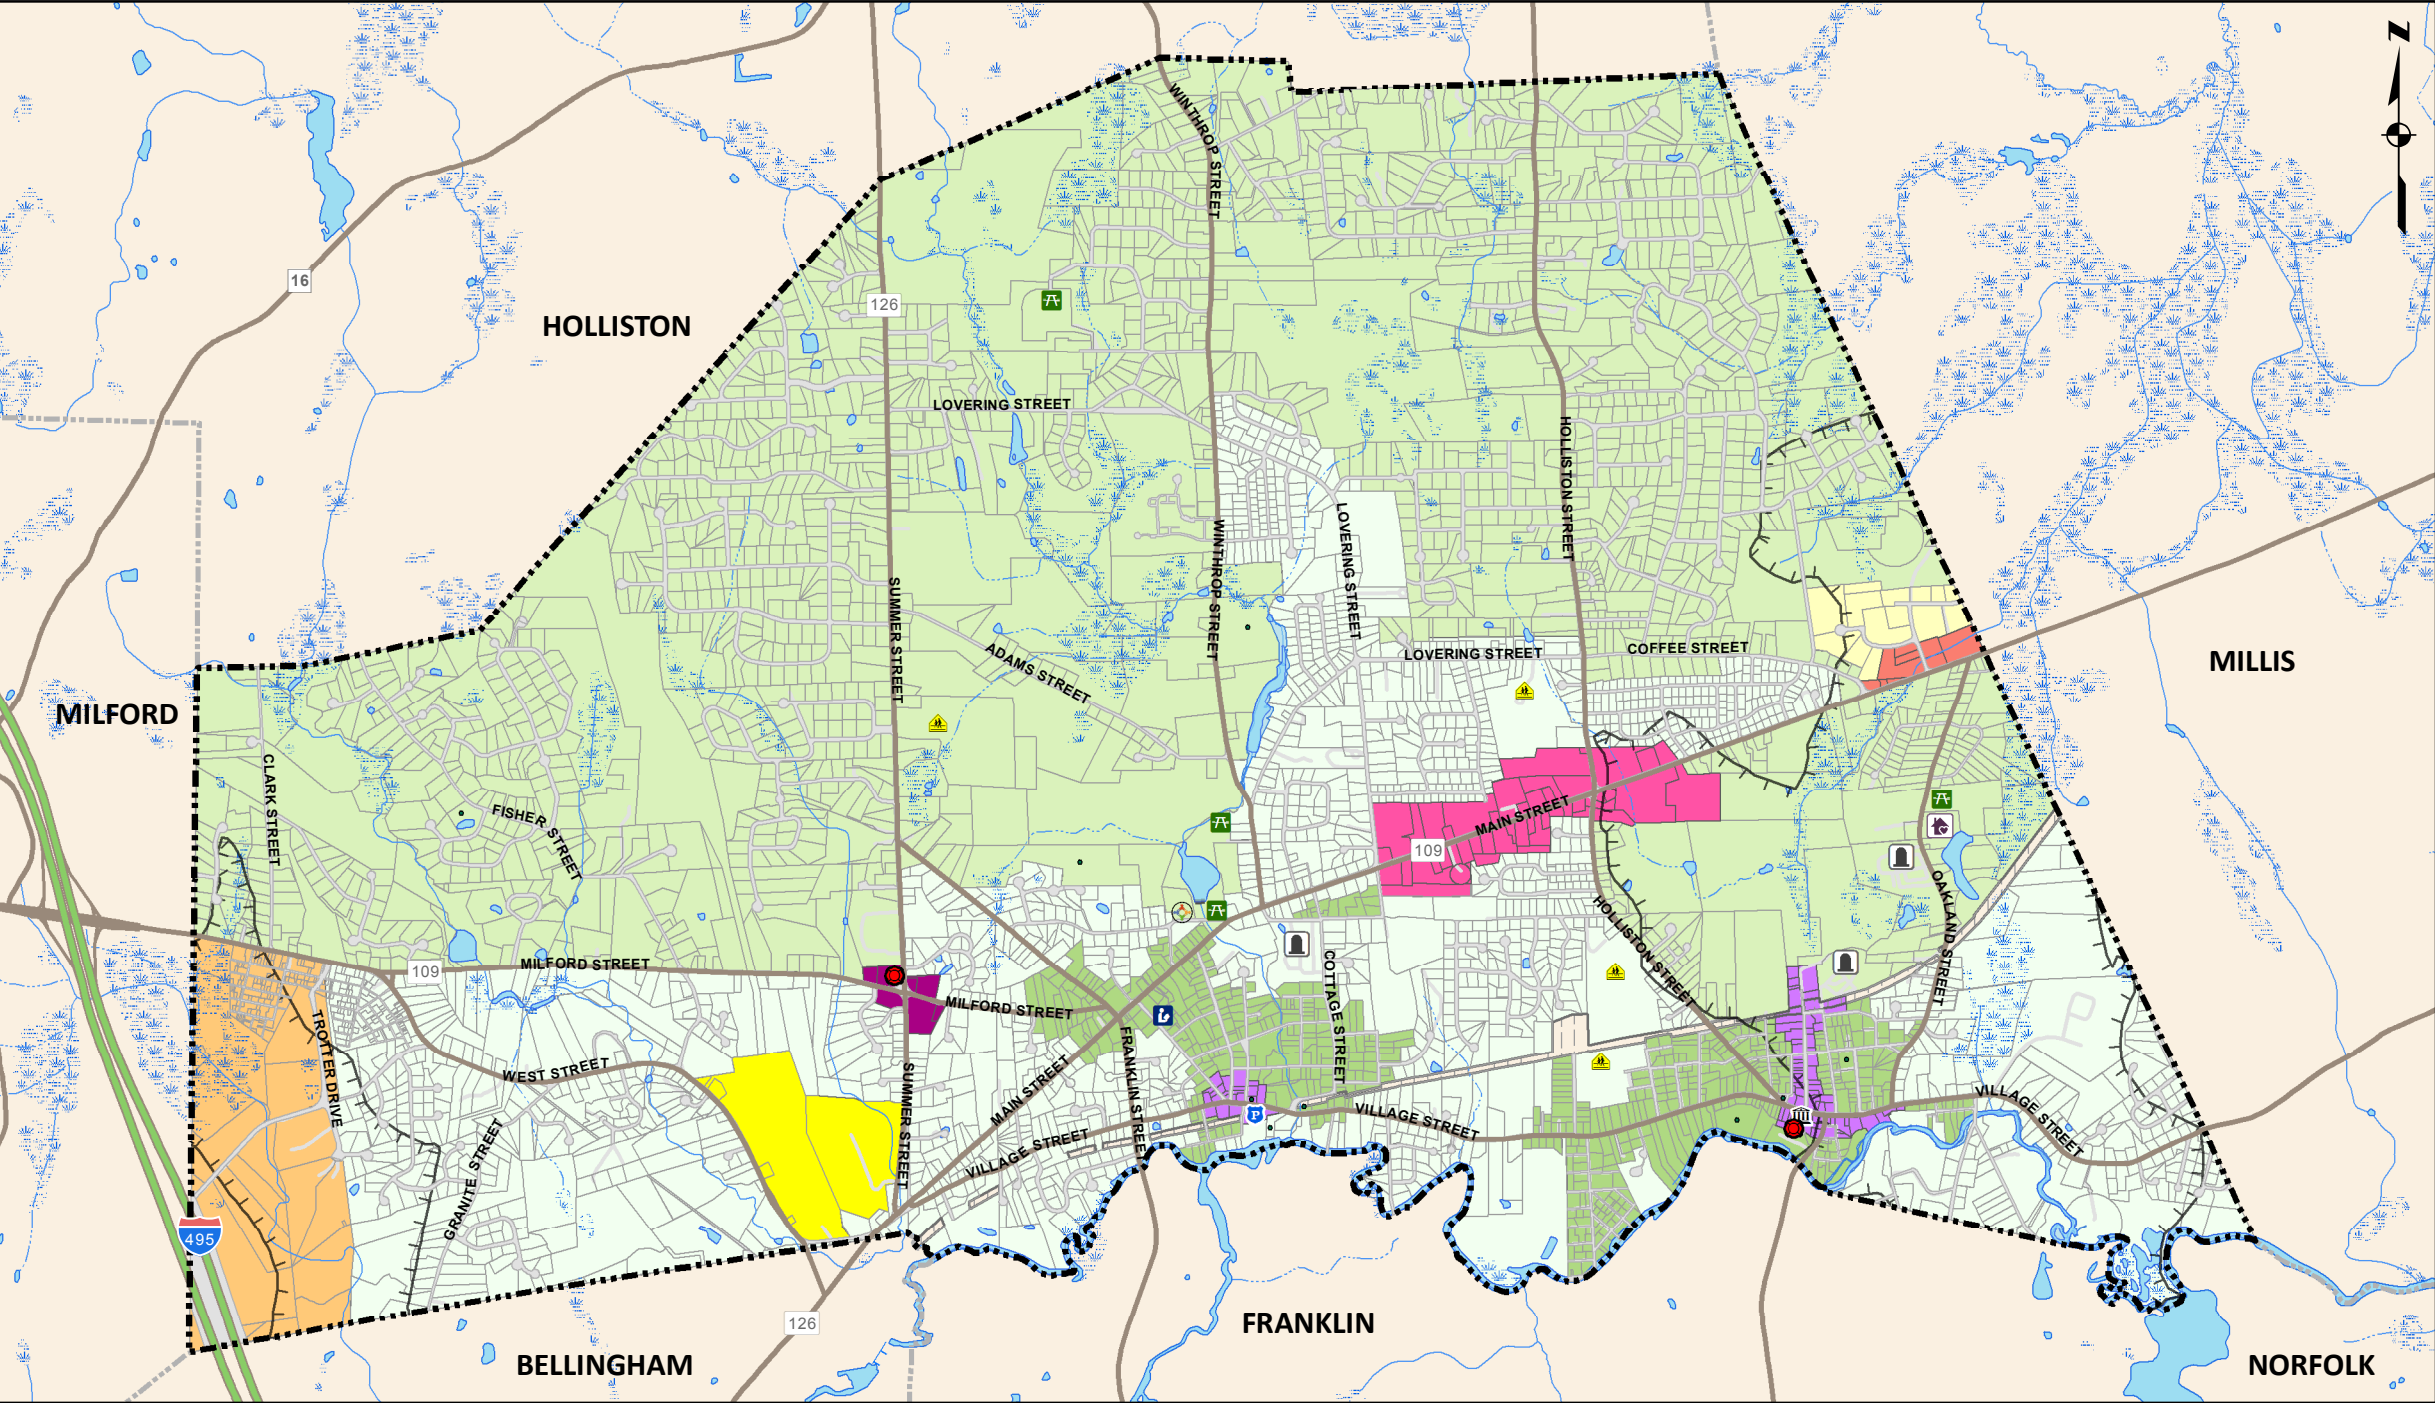 N
WINTHROP STREET
16
126
HOLLISTON
LOVERING STREET
HOLLISTON STREET
LOVERING STREET
WINTHROP STREET
SUMMER STREET
ADAMS STREET
LOVERING STREET
COFFEE STREET
MILLIS
MILFORD
CLARK STREET
FISHER STREET
MAIN STREET
109
OAKLAND STREET
HOLLISTON STREET
COTTAGE STREET
109
MILFORD STREET
MILFORD STREET
TROTTER DRIVE
WEST STREET
FRANKLIN STREET
MAIN STREET
SUMMER STREET
VILLAGE STREET
P
VILLAGE STREET
VILLAGE STREET
GRANITE STREET
495
126
FRANKLIN
BELLINGHAM
NORFOLK